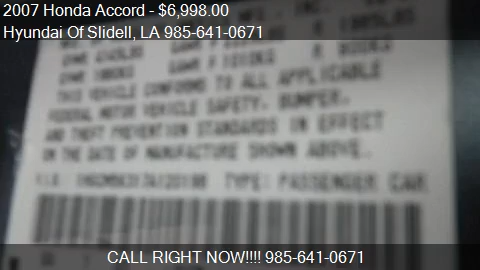 2007 Honda Accord - $6,998.00
Hyundai Of Slidell, LA 985-641-0671
THIS VEHICLE CONFORMS TO ALL APPLICABLE
FEDERAL MOTOR VEHICLE SAFETY, BUMPER,
AND THEFT PREVENTION STANDARDS IN EFFECT
ON THE DATE OF MANUFACTURE SHOWN ABOVE.
TYPE: PASSENGER CAR
CALL RIGHT NOW!!!! 985-641-0671